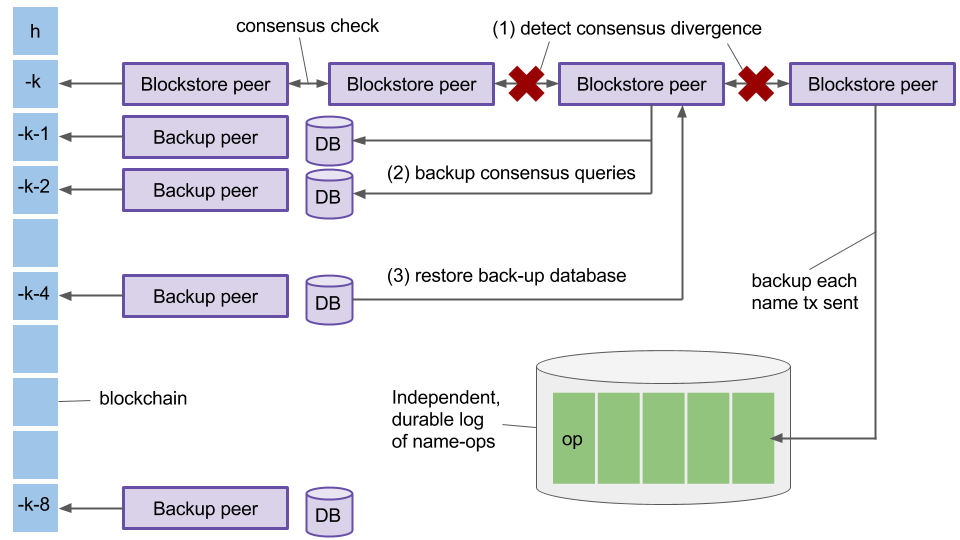 h
consensus check
(1) detect consensus divergence
-k
Blockstore peer
Blockstore peer
Blockstore peer
Blockstore peer
-k-1
Backup peer
DB
(2) backup consensus queries
-k-2
Backup peer
DB
-k-4
Backup peer
DB
(3) restore back-up database
backup each
name tx sent
blockchain
Independent,
durable log
of name-ops
op
-k-8
Backup peer
DB